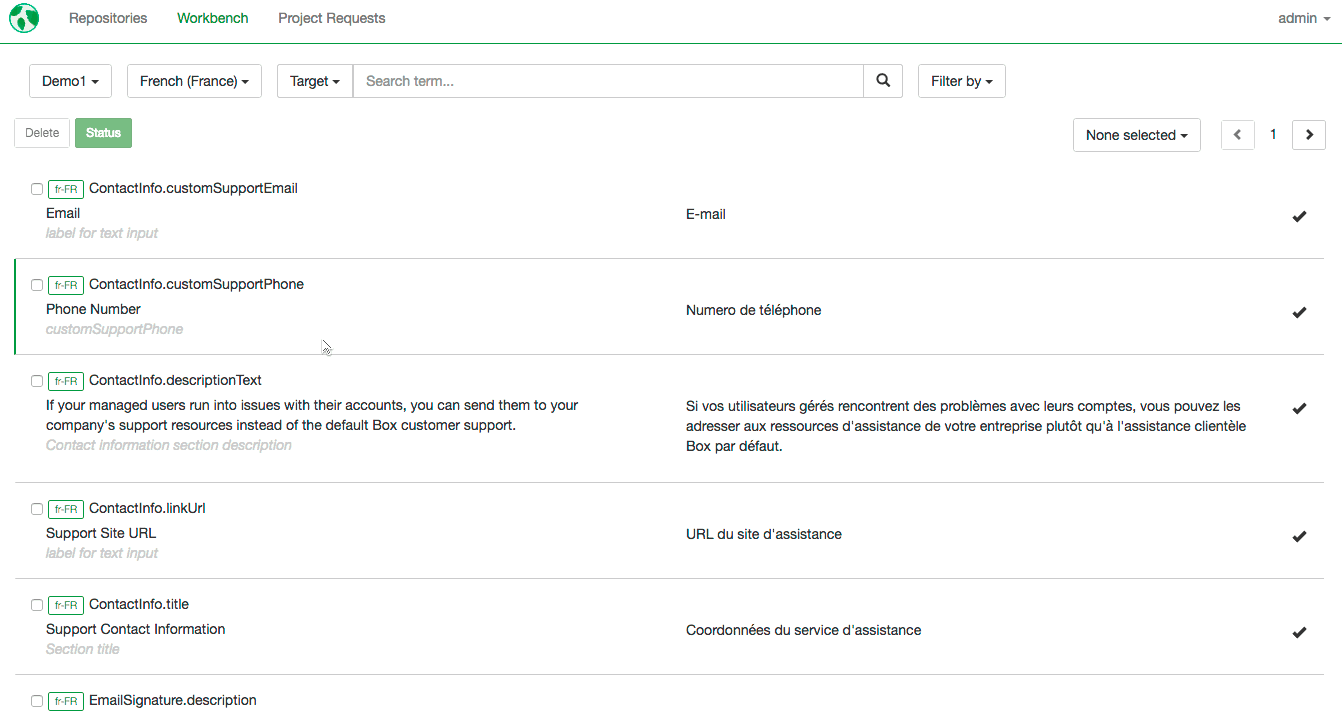 Repositories Workbench Project Requests admin
Demo1 French (France) Target Search term... Filter by
Delete Status None selected 1
fr-FR ContactInfo.customSupportEmail
Email E-mail
label for text input
fr-FR ContactInfo.customSupportPhone
Phone Number Numero de téléphone
customSupportPhone
fr-FR ContactInfo.descriptionText
If your managed users run into issues with their accounts, you can send them to your
company's support resources instead of the default Box customer support.
Contact information section description
Si vos utilisateurs gérés rencontrent des problèmes avec leurs comptes, vous pouvez les
adresser aux ressources d'assistance de votre entreprise plutôt qu'à l'assistance clientèle
Box par défaut.
fr-FR ContactInfo.linkUrl
Support Site URL URL du site d'assistance
label for text input
fr-FR ContactInfo.title
Support Contact Information Coordonnées du service d'assistance
Section title
fr-FR EmailSignature.description